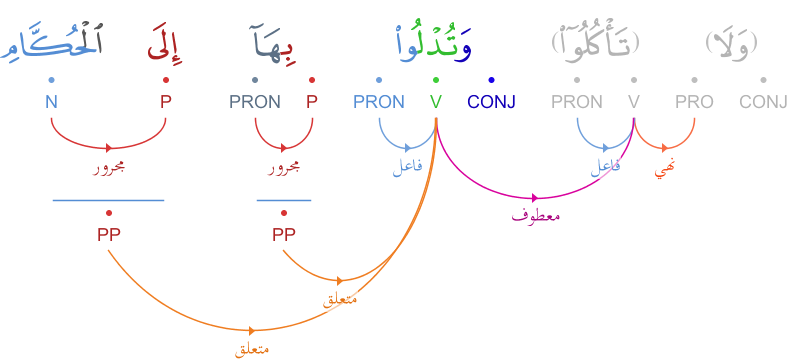 (وَلَا) (تَأْكُلُوٓا۟) وَتُدْلُوا۟ بِهَآ إِلَى ٱلْحُكَّامِ
CONJ PRO V PRON CONJ V PRON P PRON P N
نهي فاعل فاعل مجرور مجرور
معطوف
PP PP
متعلق
متعلق